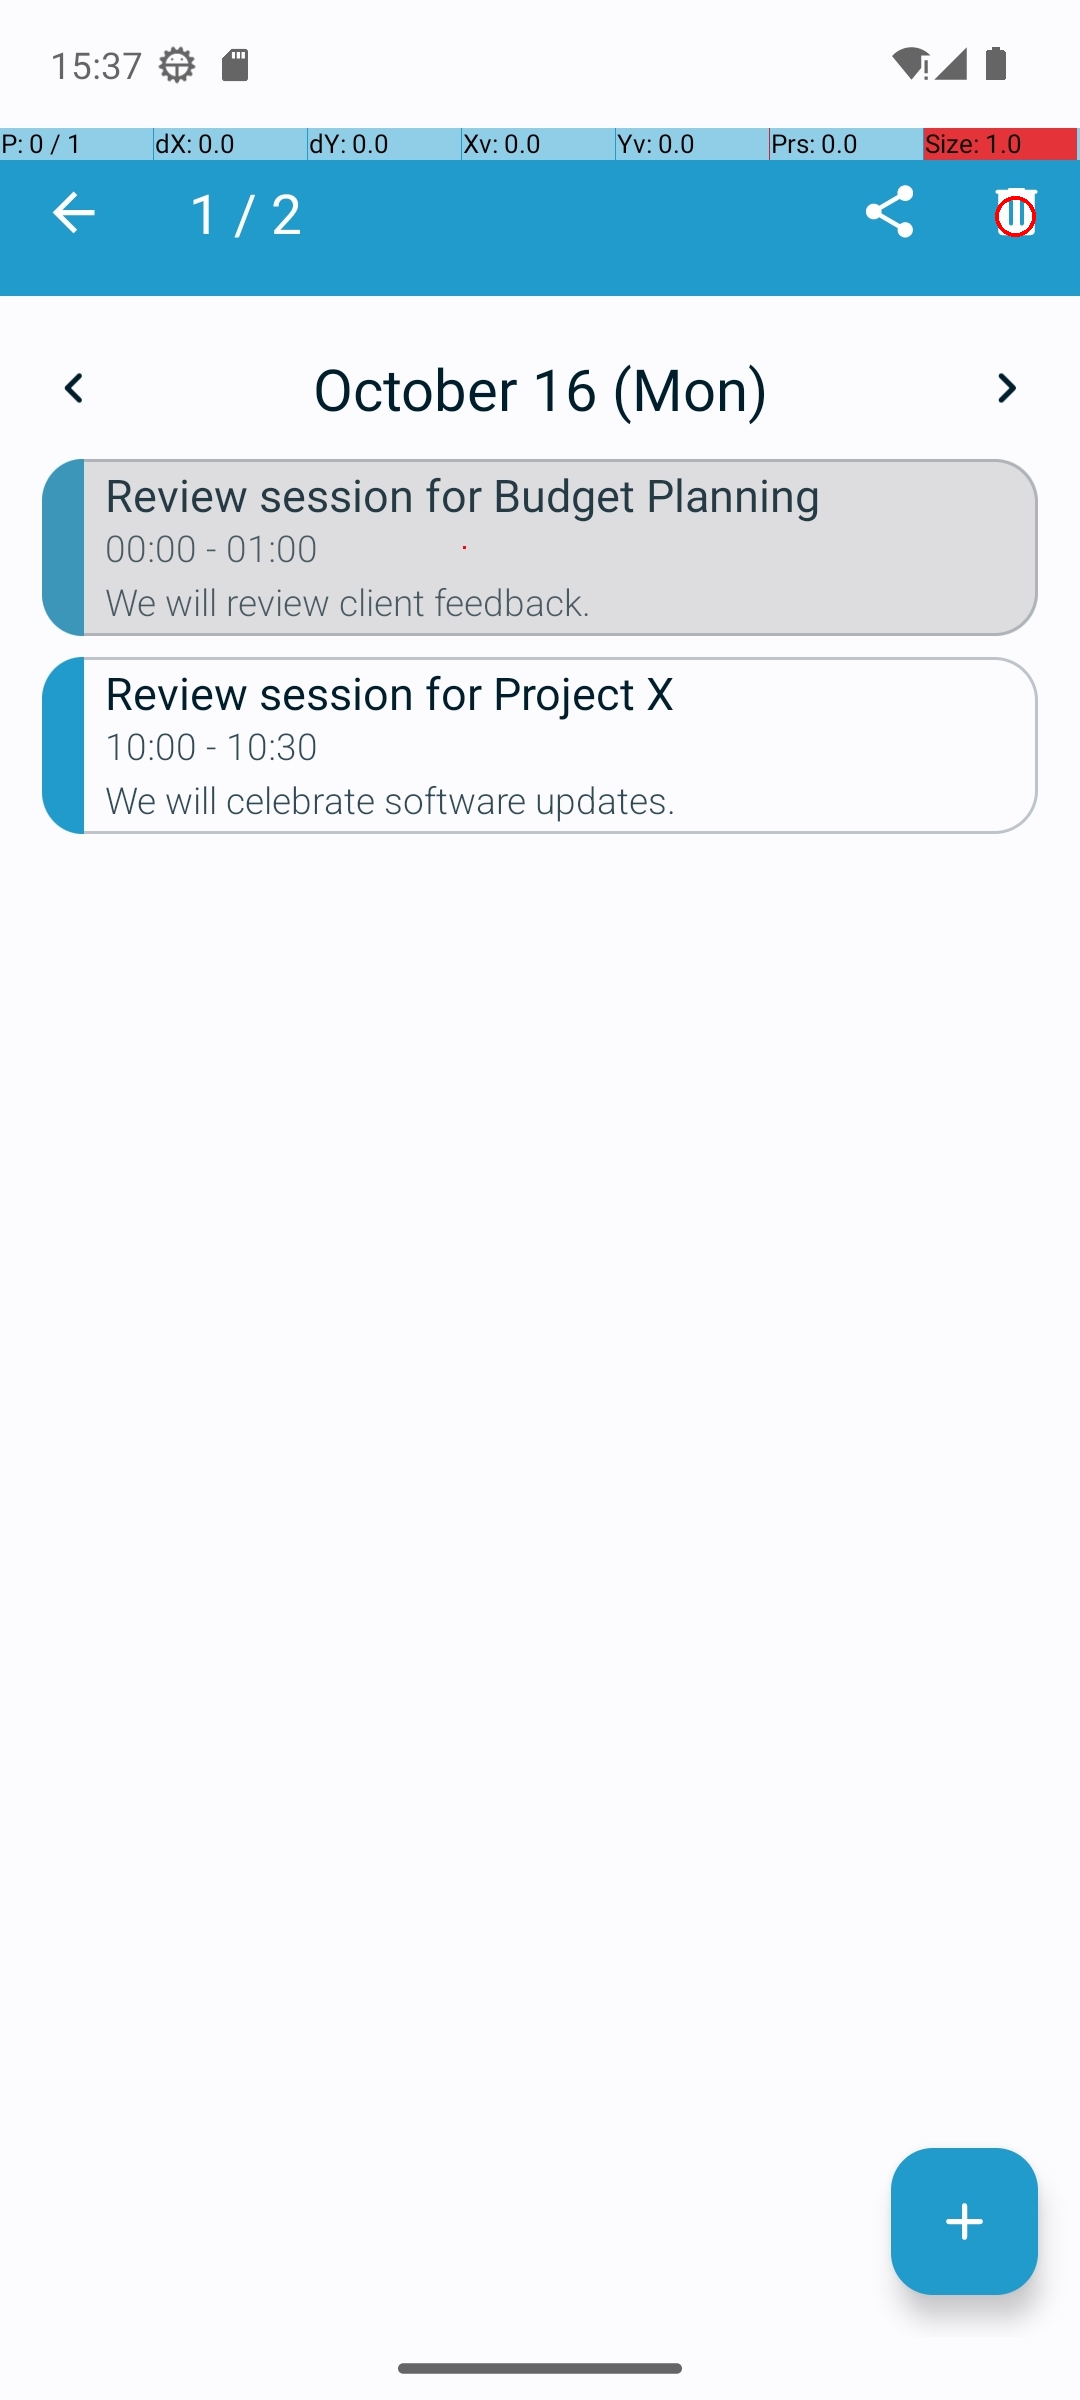 15:37
P: 0 / 1 dX: 0.0 dY: 0.0 Xv: 0.0 Yv: 0.0 Prs: 0.0 Size: 1.0
1 / 2
October 16 (Mon)
Review session for Budget Planning
00:00 - 01:00
We will review client feedback.
Review session for Project X
10:00 - 10:30
We will celebrate software updates.